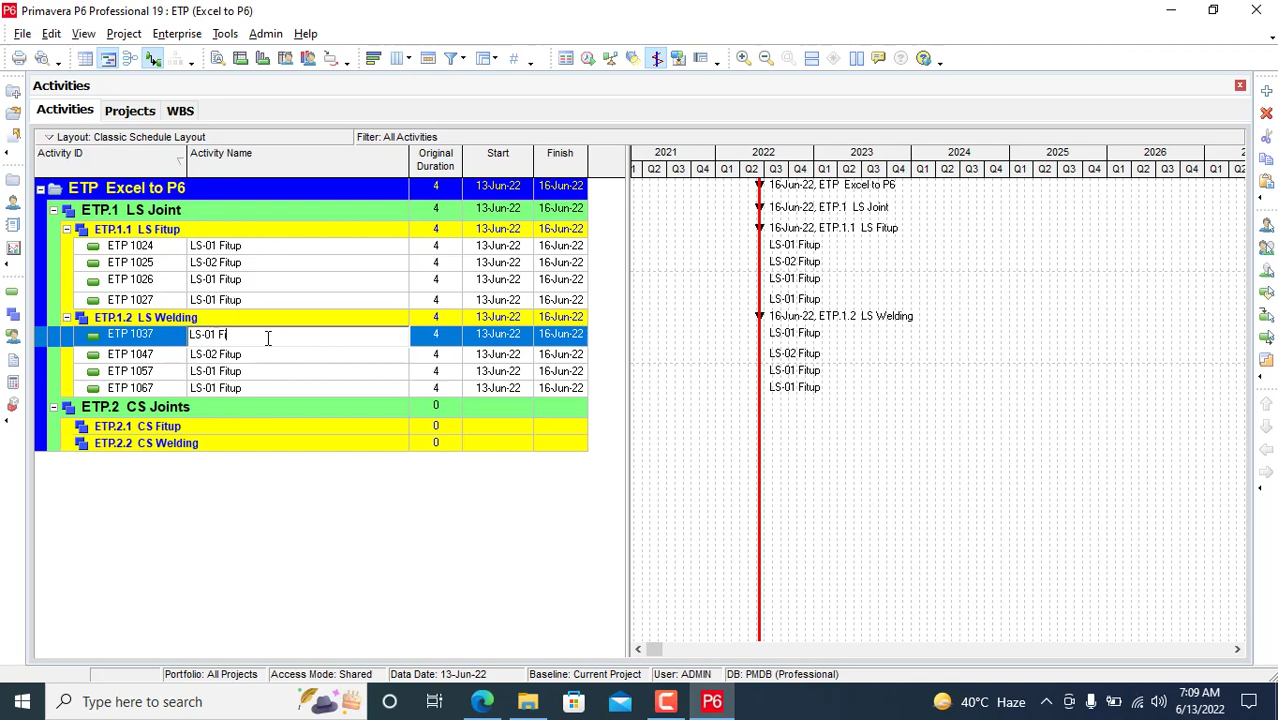 P6 Primavera P6 Professional 19 : ETP (Excel to P6)
File Edit View Project Enterprise Tools Admin Help
Activities
Activities Projects WBS
Layout: Classic Schedule Layout Filter: All Activities
Activity ID Activity Name Original Duration Start Finish
2021 2022 2023 2024 2025 2026 2
1 Q2 Q3 Q4 Q1 Q2 Q3 Q4 Q1 Q2 Q3 Q4 Q1 Q2 Q3 Q4 Q1 Q2 Q3 Q4 Q1 Q2 Q3 Q4 Q1
ETP Excel to P6 4 13-Jun-22 16-Jun-22 16-Jun-22, ETP Excel to P6
ETP.1 LS Joint 4 13-Jun-22 16-Jun-22 16-Jun-22, ETP.1 LS Joint
ETP.1.1 LS Fitup 4 13-Jun-22 16-Jun-22 16-Jun-22, ETP.1.1 LS Fitup
ETP 1024 LS-01 Fitup 4 13-Jun-22 16-Jun-22 LS-01 Fitup
ETP 1025 LS-02 Fitup 4 13-Jun-22 16-Jun-22 LS-02 Fitup
ETP 1026 LS-01 Fitup 4 13-Jun-22 16-Jun-22 LS-01 Fitup
ETP 1027 LS-01 Fitup 4 13-Jun-22 16-Jun-22 LS-01 Fitup
ETP.1.2 LS Welding 4 13-Jun-22 16-Jun-22 16-Jun-22, ETP.1.2 LS Welding
ETP 1037 LS-01 Fi 4 13-Jun-22 16-Jun-22 LS-01 Fitup
ETP 1047 LS-02 Fitup 4 13-Jun-22 16-Jun-22 LS-02 Fitup
ETP 1057 LS-01 Fitup 4 13-Jun-22 16-Jun-22 LS-01 Fitup
ETP 1067 LS-01 Fitup 4 13-Jun-22 16-Jun-22 LS-01 Fitup
ETP.2 CS Joints 0
ETP.2.1 CS Fitup 0
ETP.2.2 CS Welding 0
Portfolio: All Projects Access Mode: Shared Data Date: 13-Jun-22 Baseline: Current Project User: ADMIN DB: PMDB (Professional)
Type here to search P6 40°C Haze 7:09 AM
6/13/2022